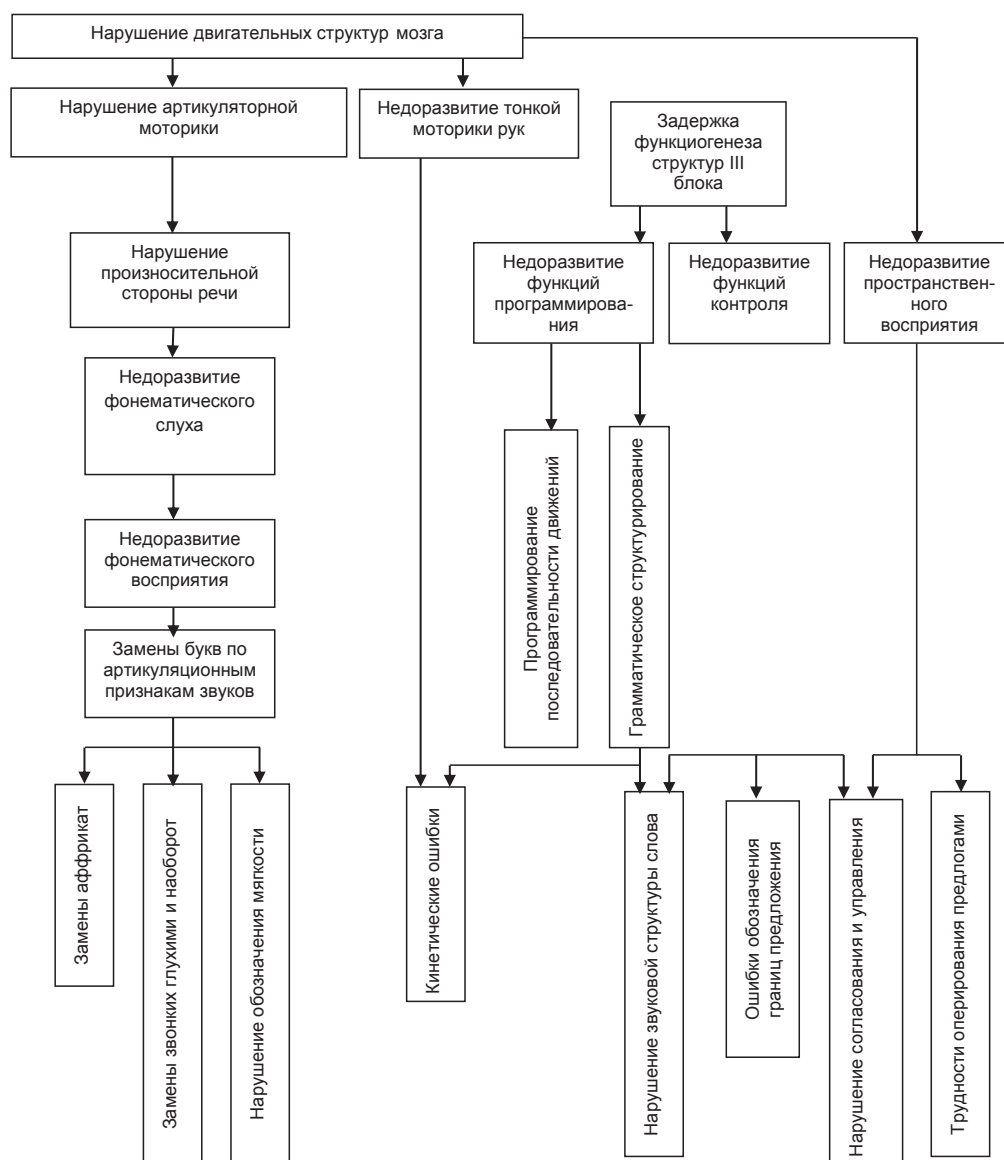 Нарушение двигательных структур мозга
Нарушение артикуляторной
моторики
Недоразвитие тонкой
моторики рук
Задержка
функциогенеза
структур III
блока
Нарушение
произносительной
стороны речи
Недоразвитие
функций
программирова-
ния
Недоразвитие
функций
контроля
Недоразвитие
пространствен-
ного
восприятия
Недоразвитие
фонематического
слуха
Недоразвитие
фонематического
восприятия
Программирование
последовательности движений
Грамматическое структурирование
Замены букв по
артикуляционным
признакам звуков
Замены аффрикат
Замены звонких глухими и наоборот
Нарушение обозначения мягкости
Кинетические ошибки
Нарушение звуковой структуры слова
Ошибки обозначения
границ предложения
Нарушение согласования и управления
Трудности оперирования предлогами